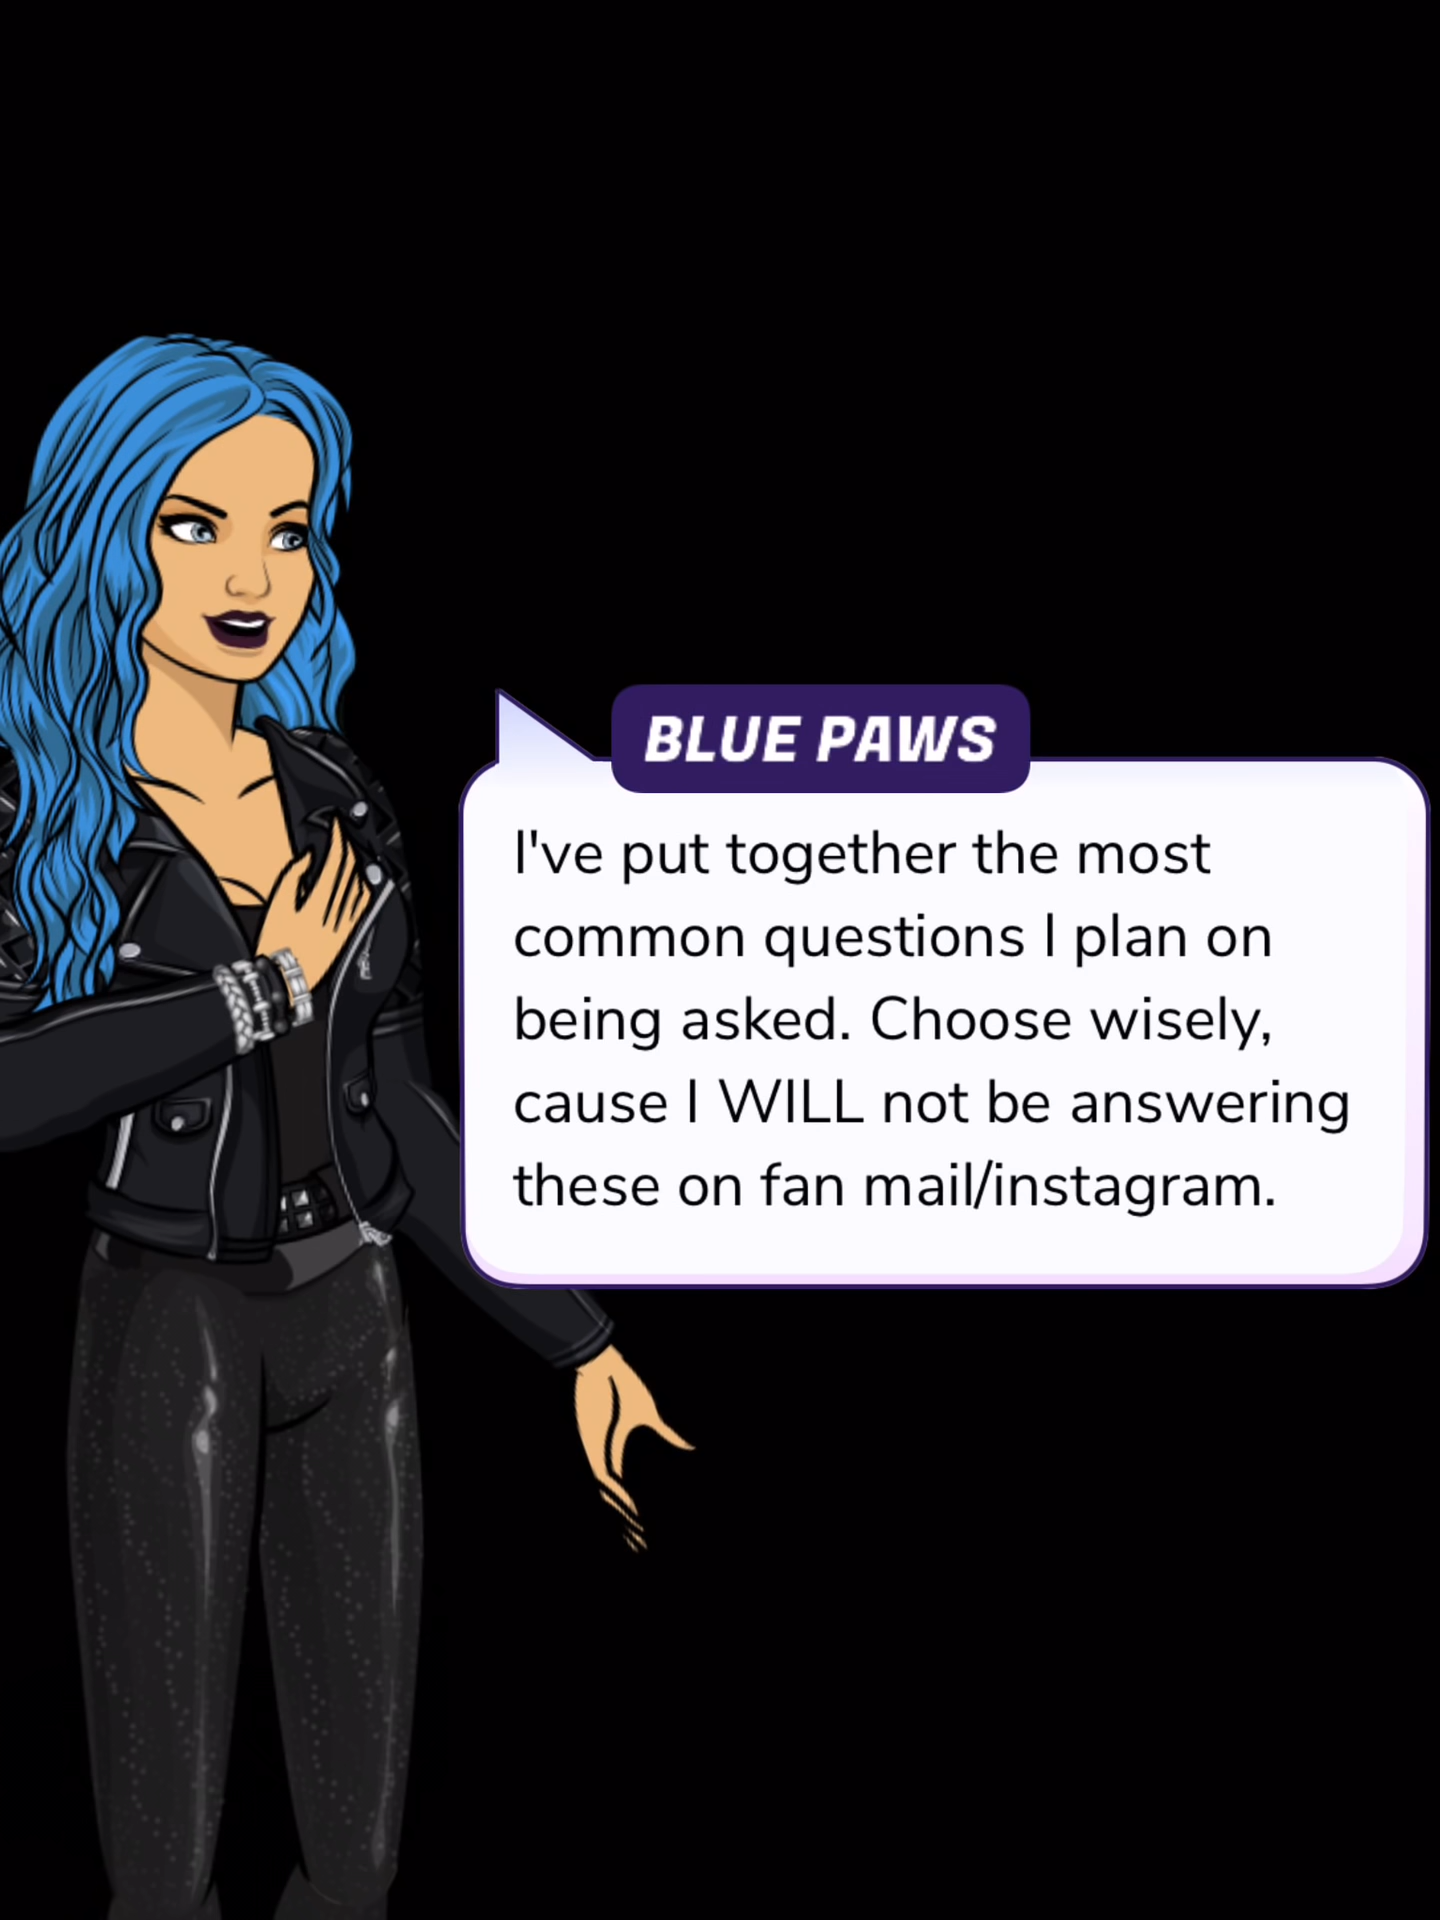 BLUE PAWS
I've put together the most
common questions I plan on
being asked. Choose wisely,
cause I WILL not be answering
these on fan mail/instagram.